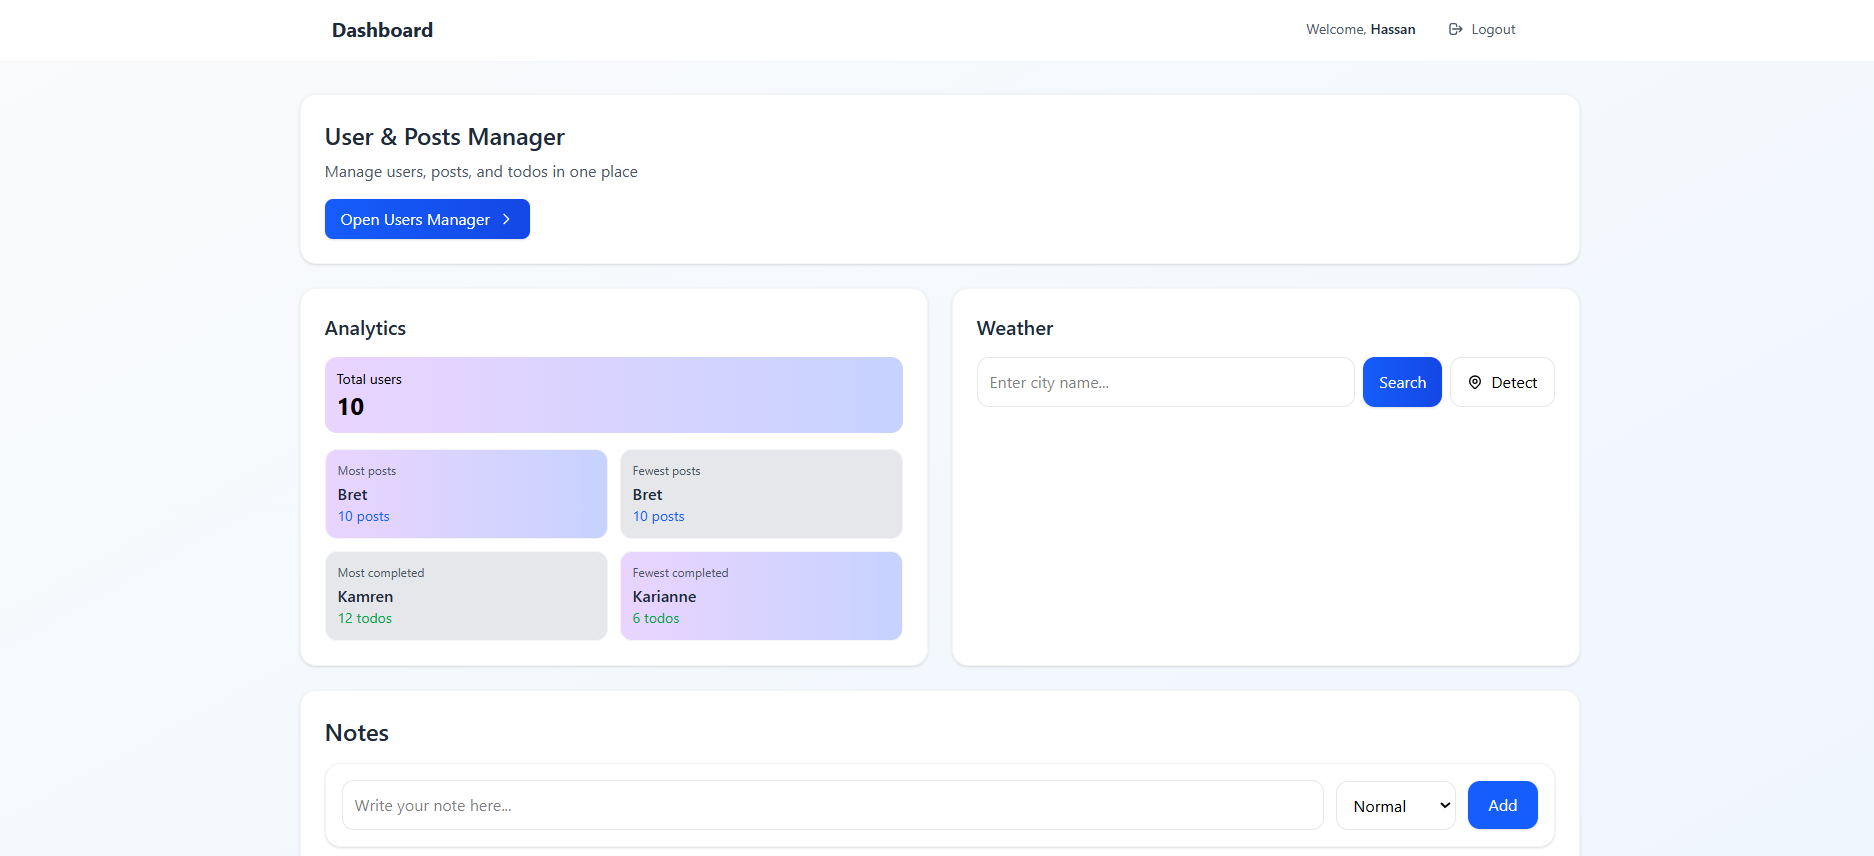 Dashboard
Welcome, Hassan
Logout
User & Posts Manager
Manage users, posts, and todos in one place
Open Users Manager
Analytics
Total users
10
Most posts
Bret
10 posts
Fewest posts
Bret
10 posts
Most completed
Kamren
12 todos
Fewest completed
Karianne
6 todos
Weather
Enter city name...
Search
Detect
Notes
Write your note here...
Normal
Add